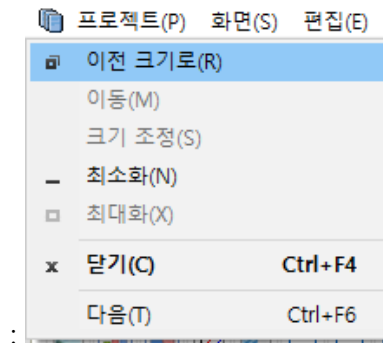 프로젝트(P) 화면(S) 편집(E)
이전 크기로(R)
이동(M)
크기 조정(S)
최소화(N)
최대화(X)
닫기(C) Ctrl+F4
다음(T) Ctrl+F6
: